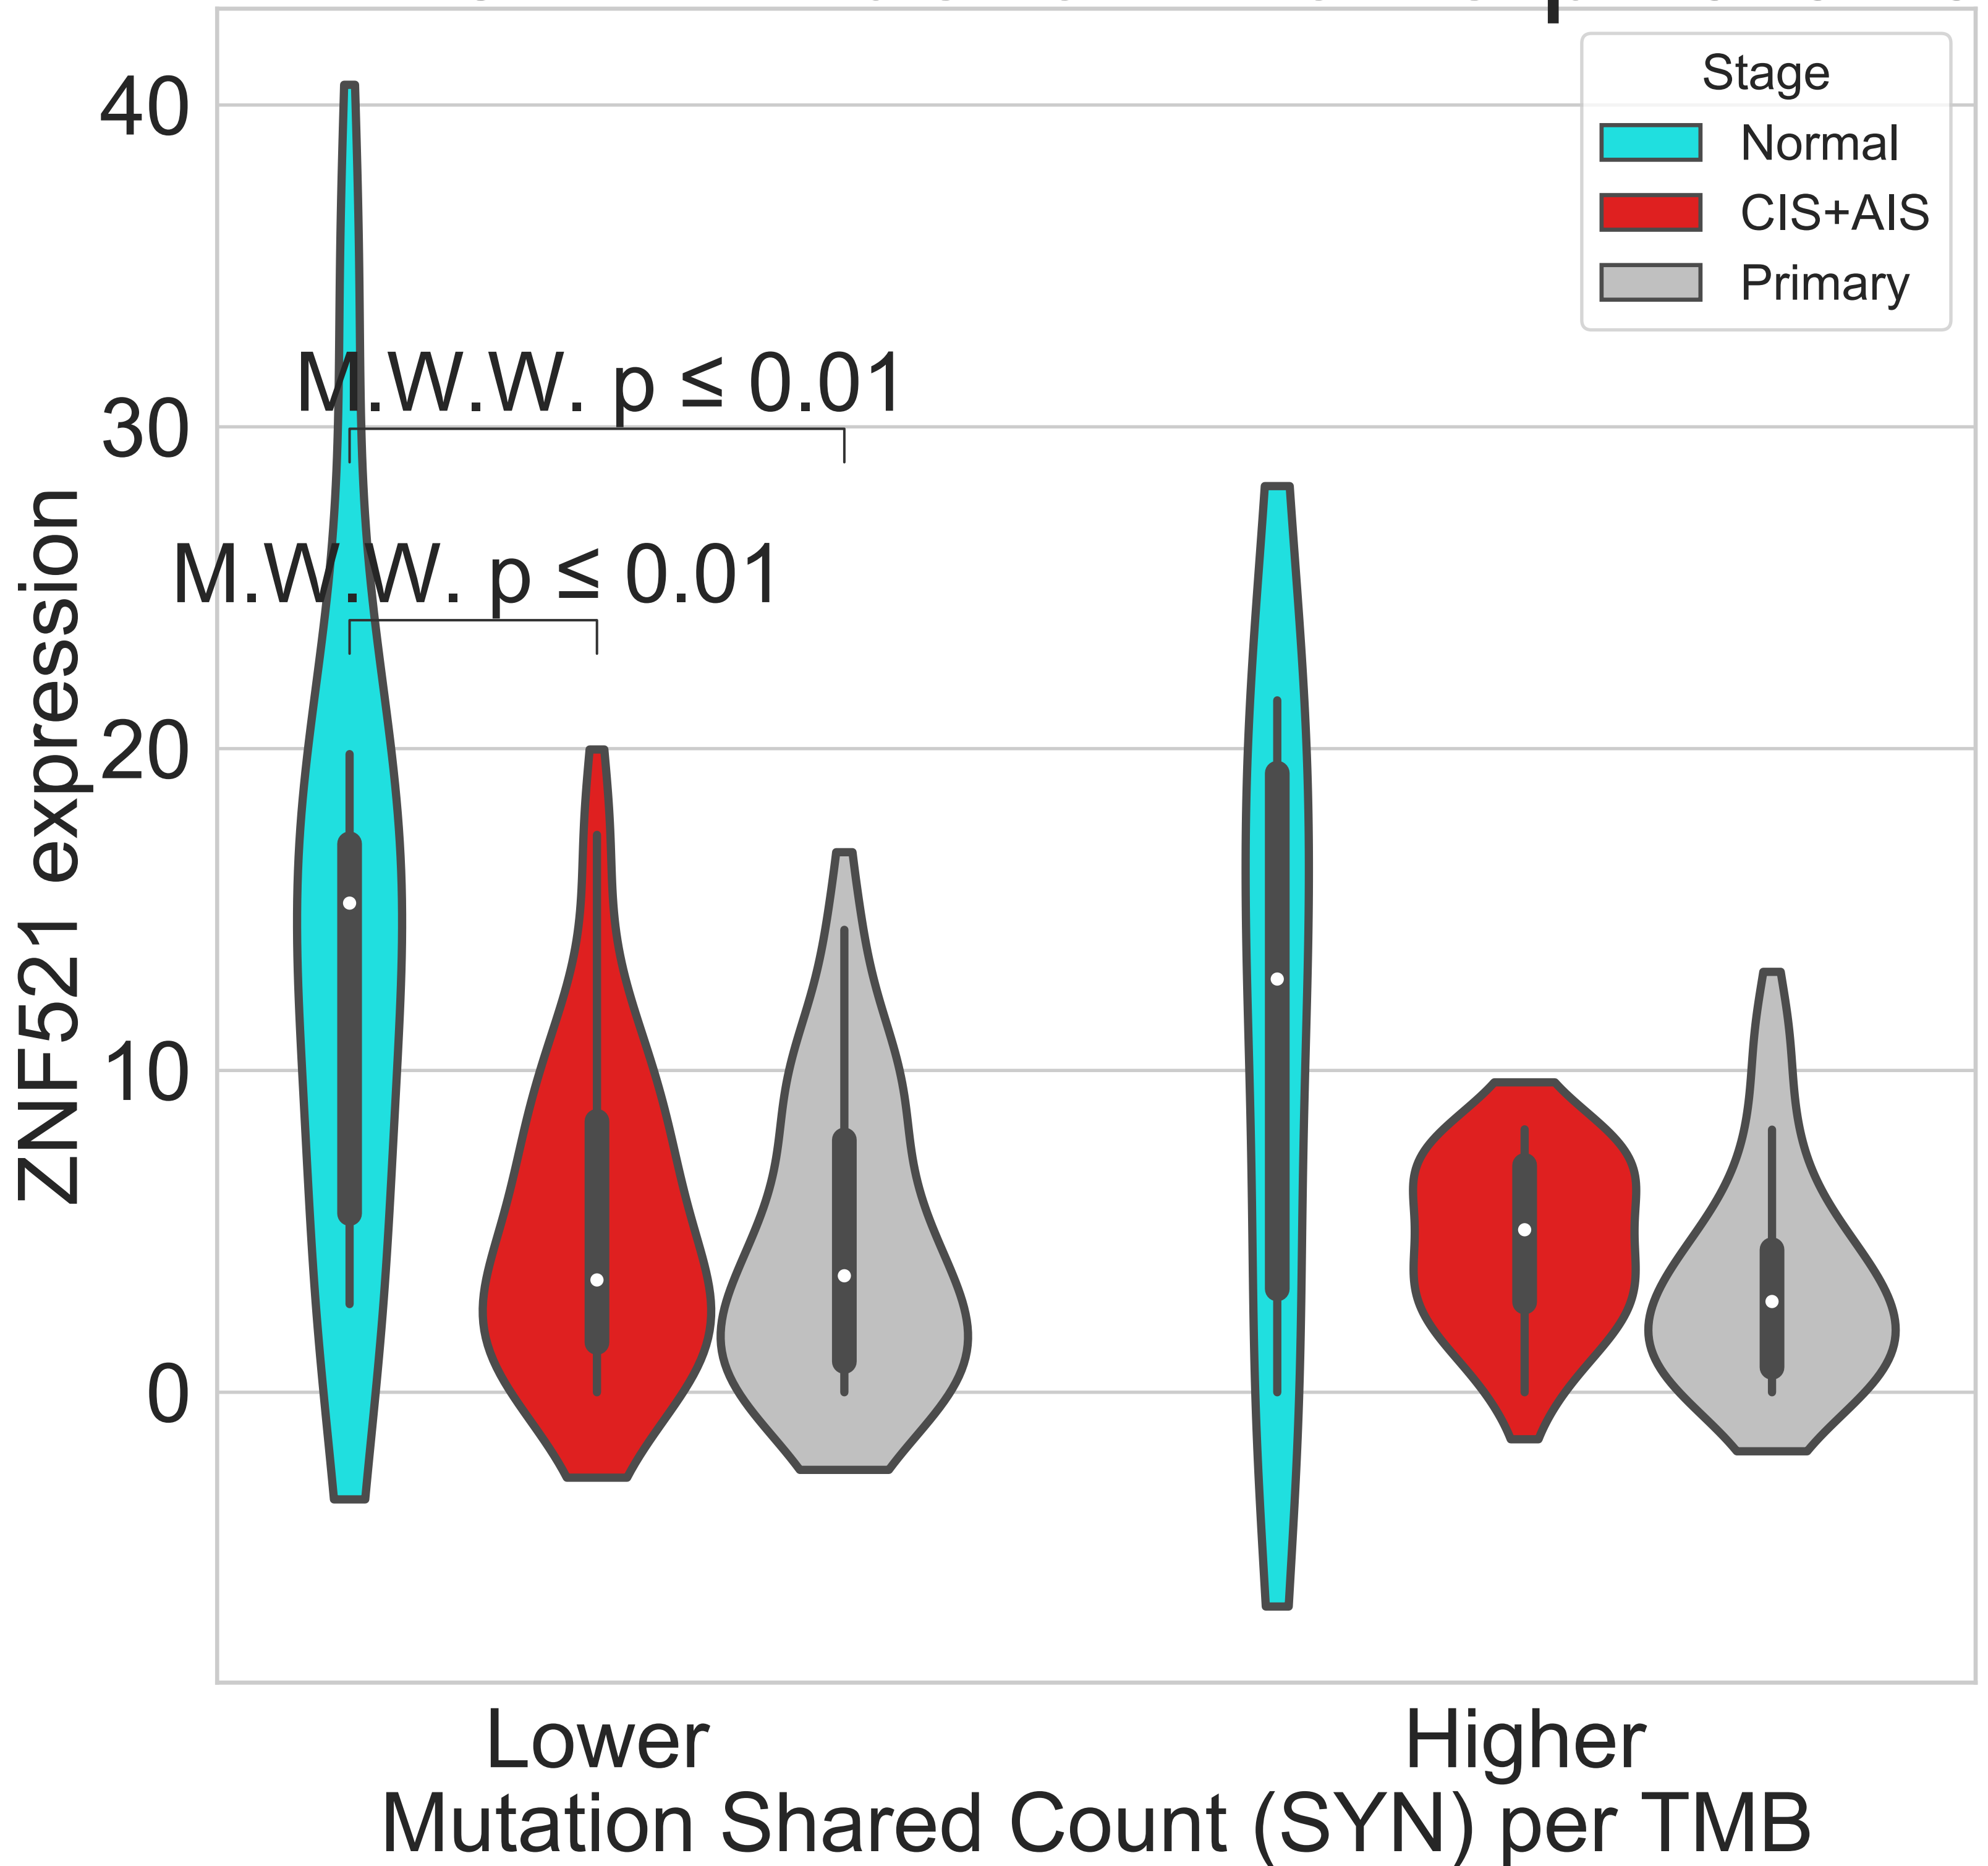 Stage
Normal
CIS+AIS
Primary
40
30
20
10
0
ZNF521 expression
M.W.W. p ≤ 0.01
M.W.W. p ≤ 0.01
Lower
Higher
Mutation Shared Count (SYN) per TMB